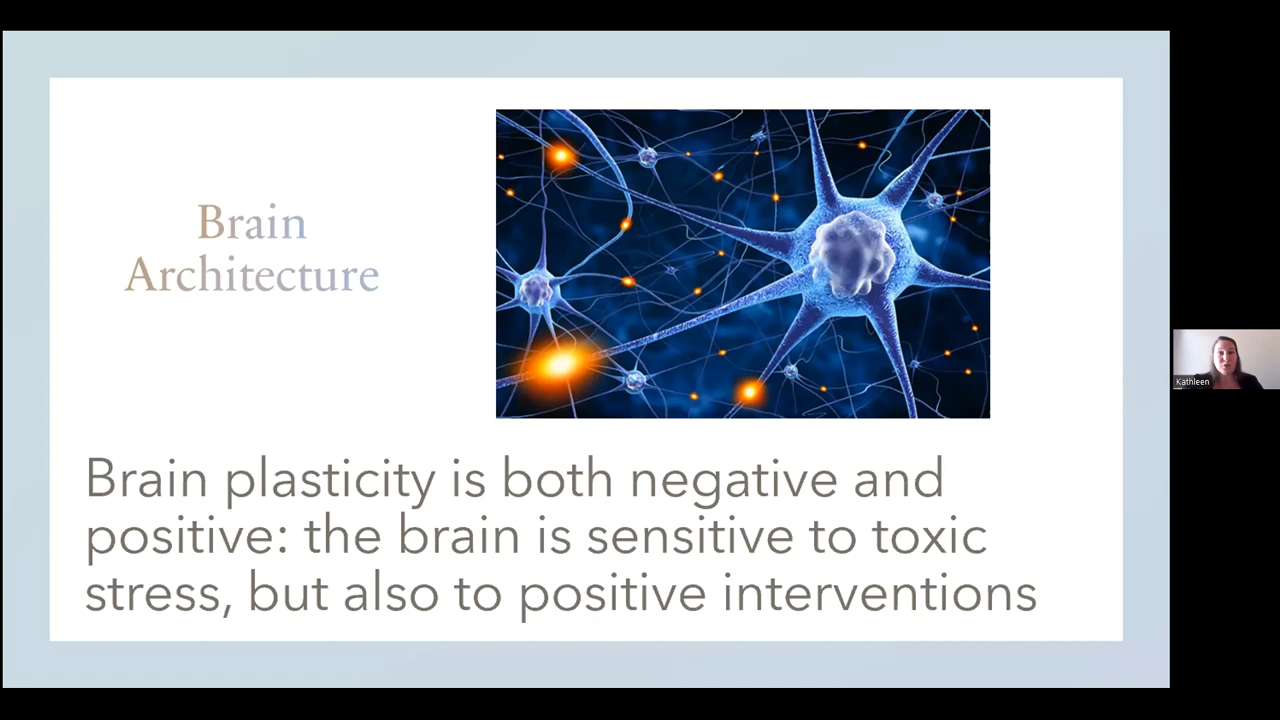 Brain
Architecture
Brain plasticity is both negative and
positive: the brain is sensitive to toxic
stress, but also to positive interventions
Kathleen